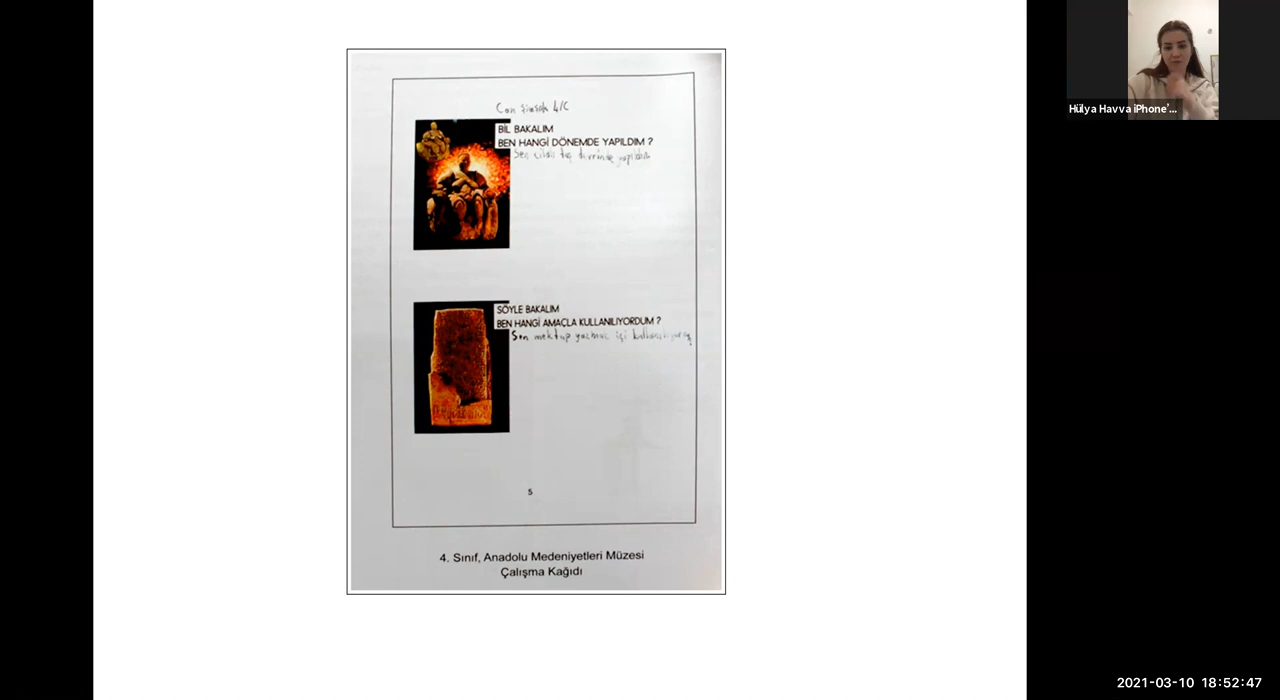 Can Şimşek 4/C
BİL BAKALIM
BEN HANGİ DÖNEMDE YAPILDIM ?
Sen cilalı taş devrinde yapıldın
SÖYLE BAKALIM
BEN HANGİ AMAÇLA KULLANILIYORDUM ?
Sen mektup yazmak içi kullanılıyordun
5
4. Sınıf, Anadolu Medeniyetleri Müzesi
Çalışma Kağıdı
Hülya Havva iPhone'...
2021-03-10 18:52:47